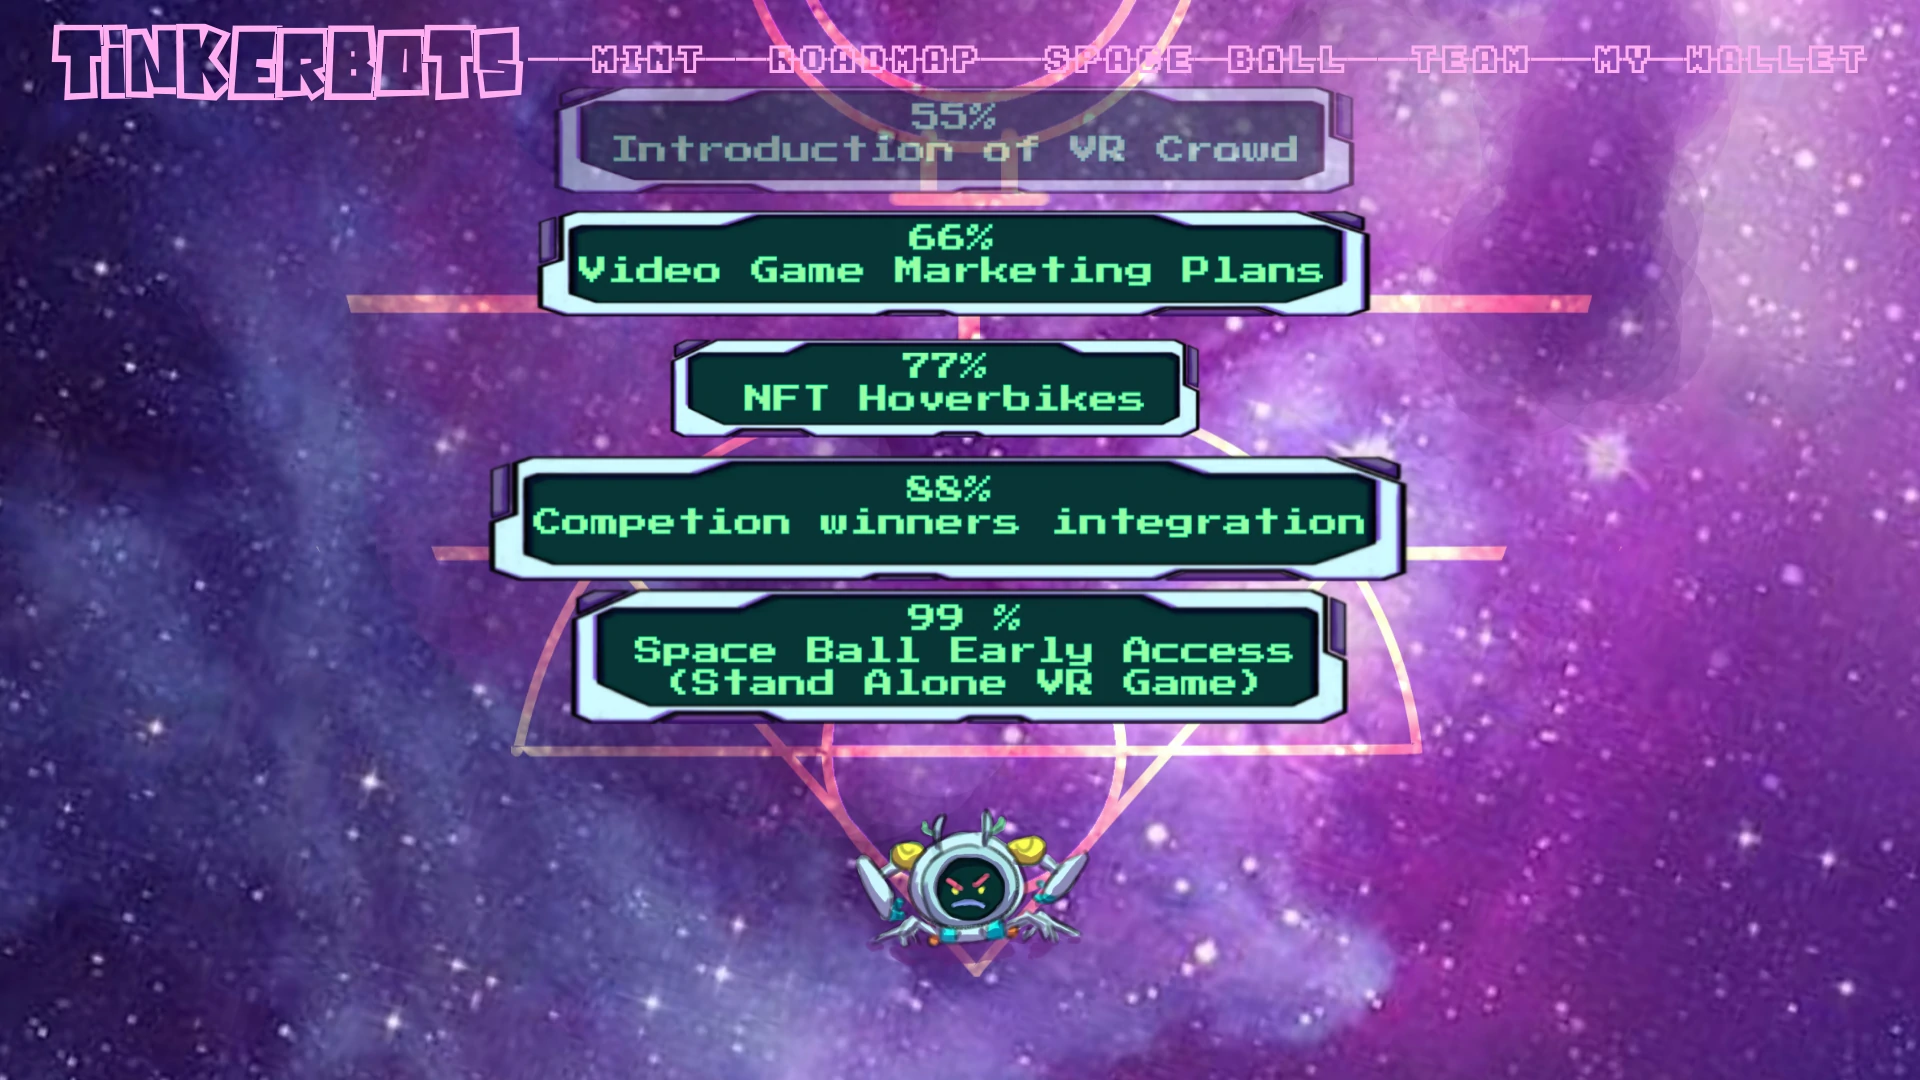 TiNKERBOTS
MINT ROADMAP SPACE BALL TEAM MY WALLET
55%
Introduction of VR Crowd
66%
Video Game Marketing Plans
77%
NFT Hoverbikes
88%
Competion winners integration
99 %
Space Ball Early Access
(Stand Alone VR Game)